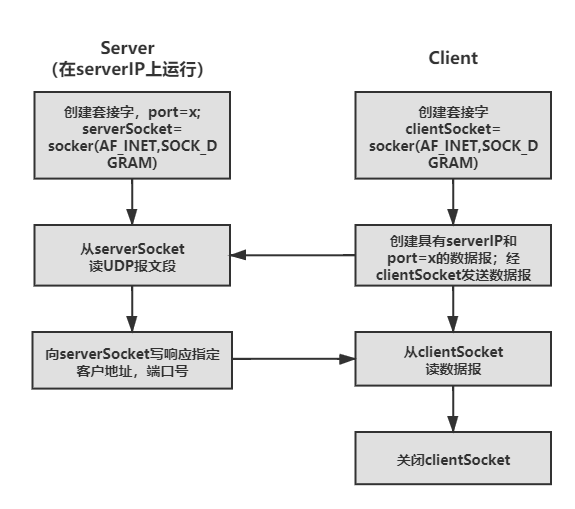 Server
（在serverIP上运行）
Client
创建套接字，port=x;
serverSocket=
socker(AF_INET,SOCK_D
GRAM)
创建套接字
clientSocket=
socker(AF_INET,SOCK_D
GRAM)
从serverSocket
读UDP报文段
创建具有serverIP和
port=x的数据报；经
clientSocket发送数据报
向serverSocket写响应指定
客户地址，端口号
从clientSocket
读数据报
关闭clientSocket